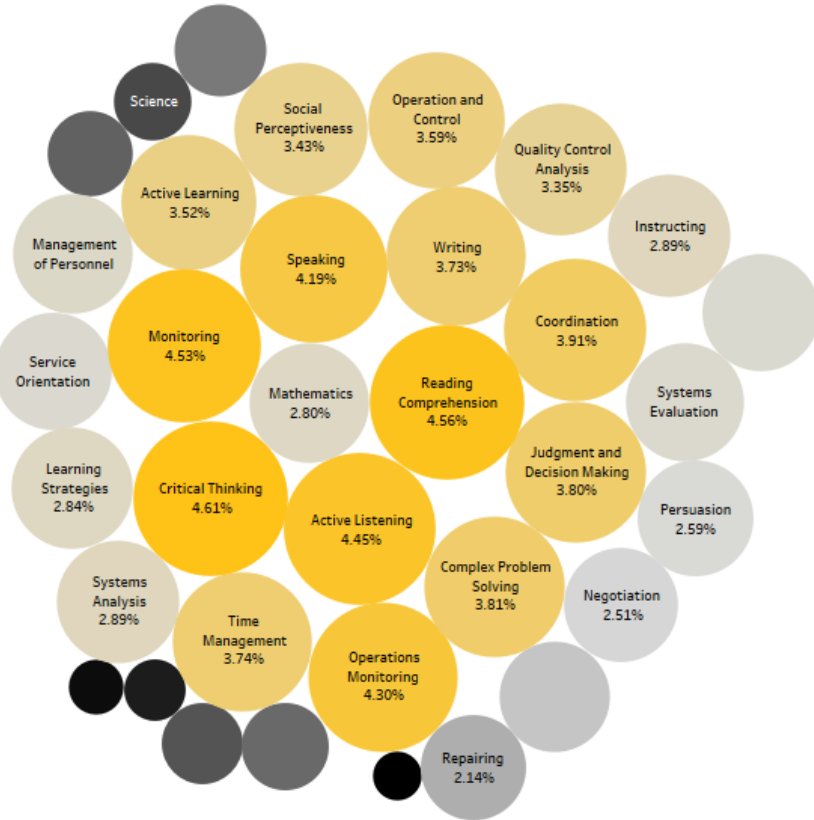 Science
Social
Perceptiveness
3.43%
Operation and
Control
3.59%
Quality Control
Analysis
3.35%
Active Learning
3.52%
Instructing
2.89%
Management
of Personnel
Speaking
4.19%
Writing
3.73%
Coordination
3.91%
Monitoring
4.53%
Service
Orientation
Mathematics
2.80%
Reading
Comprehension
4.56%
Systems
Evaluation
Learning
Strategies
2.84%
Critical Thinking
4.61%
Judgment and
Decision Making
3.80%
Active Listening
4.45%
Persuasion
2.59%
Systems
Analysis
2.89%
Complex Problem
Solving
3.81%
Negotiation
2.51%
Time
Management
3.74%
Operations
Monitoring
4.30%
Repairing
2.14%